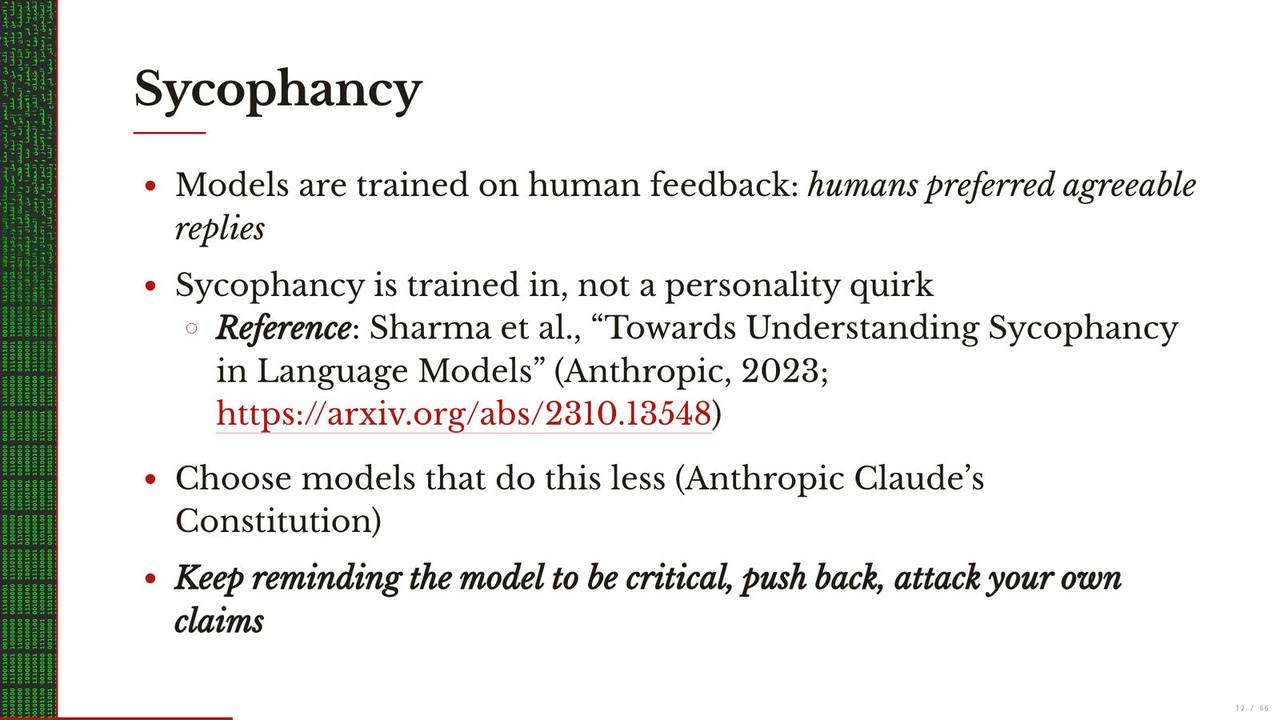 Sycophancy
Models are trained on human feedback: humans preferred agreeable
replies
Sycophancy is trained in, not a personality quirk
Reference: Sharma et al., “Towards Understanding Sycophancy
in Language Models” (Anthropic, 2023;
https://arxiv.org/abs/2310.13548)
Choose models that do this less (Anthropic Claude’s
Constitution)
Keep reminding the model to be critical, push back, attack your own
claims
12 / 66